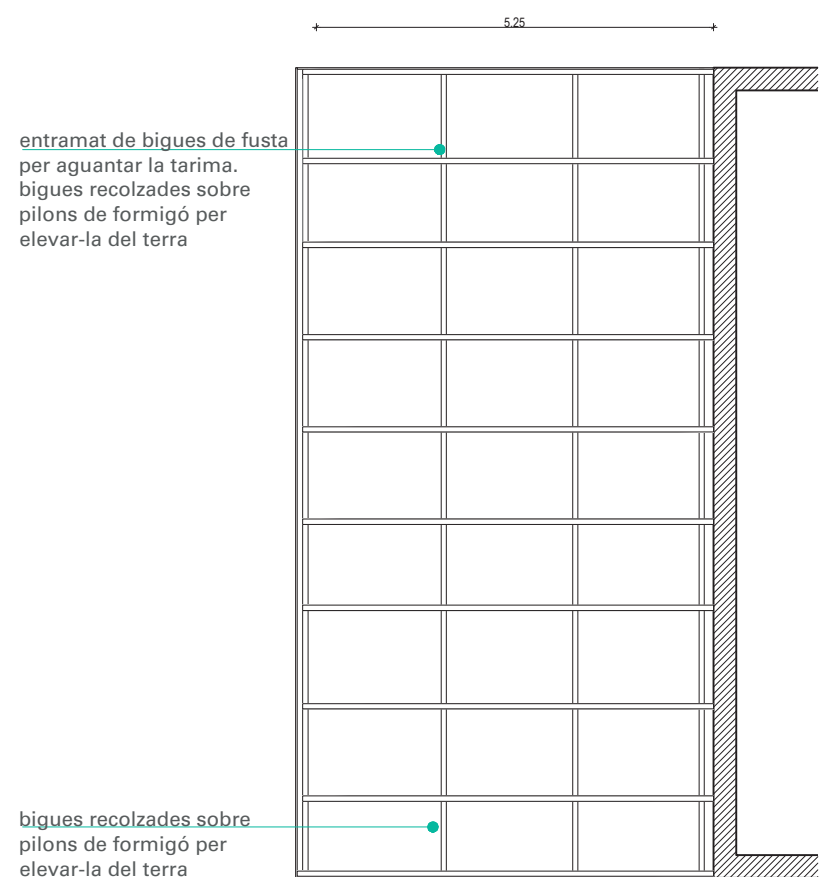 5.25
entramat de bigues de fusta
per aguantar la tarima.
bigues recolzades sobre
pilons de formigó per
elevar-la del terra
bigues recolzades sobre
pilons de formigó per
elevar-la del terra